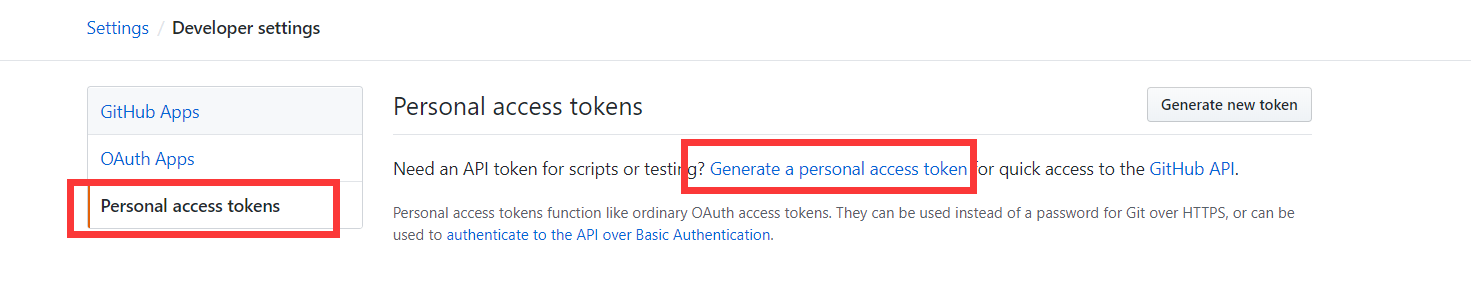 Settings / Developer settings
GitHub Apps
OAuth Apps
Personal access tokens
Personal access tokens
Generate new token
Need an API token for scripts or testing? Generate a personal access token for quick access to the GitHub API.
Personal access tokens function like ordinary OAuth access tokens. They can be used instead of a password for Git over HTTPS, or can be
used to authenticate to the API over Basic Authentication.